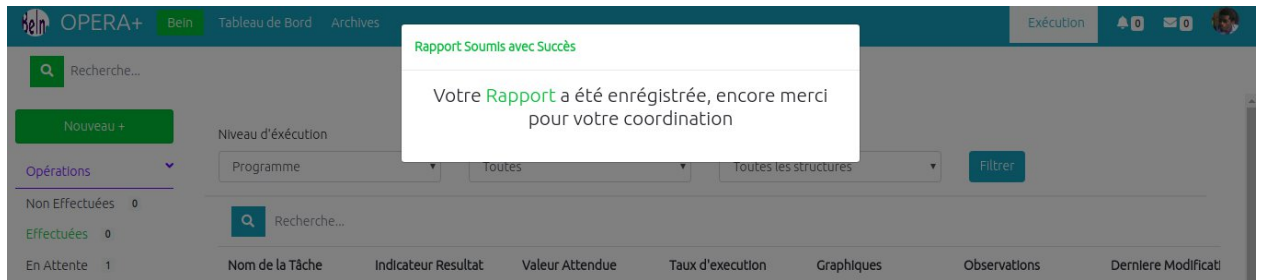 BeIn OPERA+ Bein Tableau de Bord Archives Exécution 0 0
Rapport Soumis avec Succès
Recherche...
Votre Rapport a été enrégistrée, encore merci
pour votre coordination
Nouveau +
Niveau d'éxécution
Opérations
Programme Toutes Toutes les structures Filtrer
Non Effectuées 0
Recherche...
Effectuées 0
En Attente 1
Nom de la Tâche Indicateur Resultat Valeur Attendue Taux d'execution Graphiques Observations Derniere Modificati